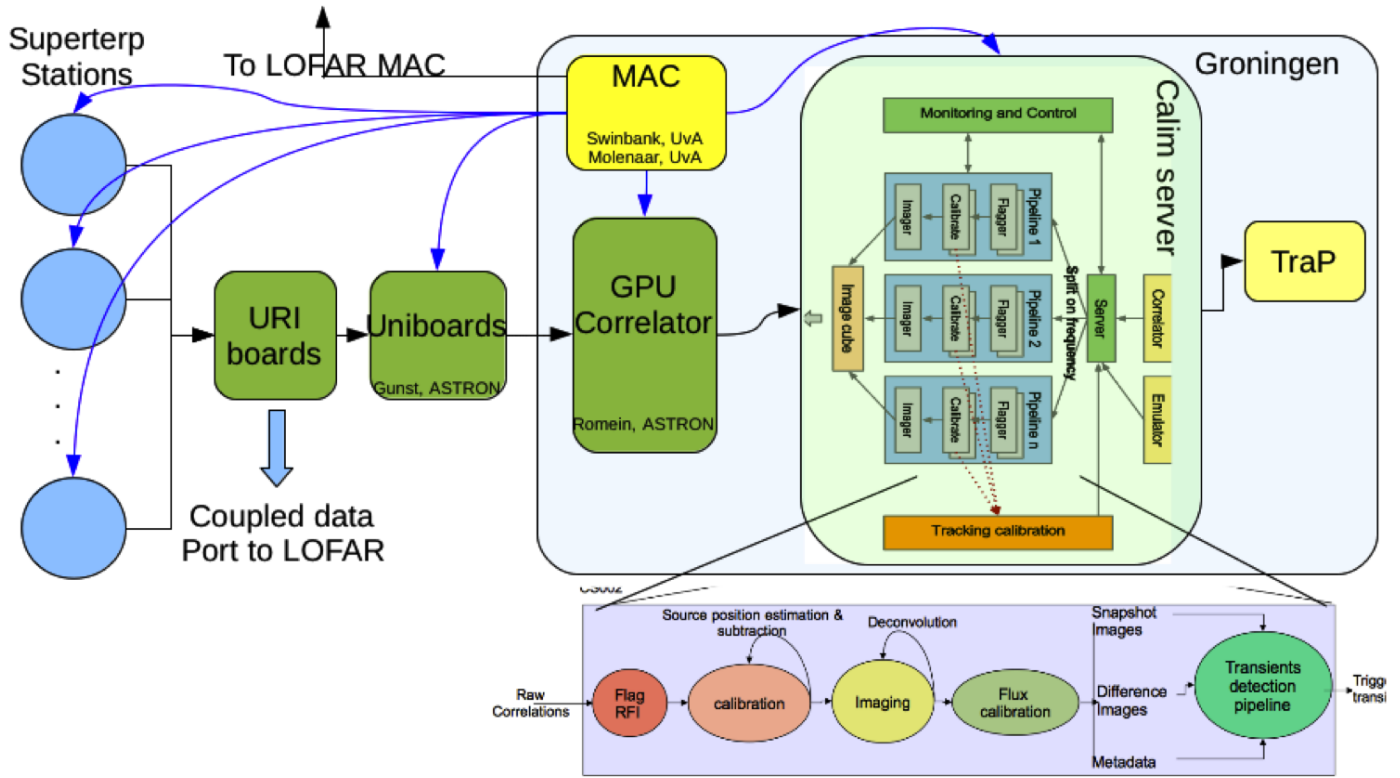 Superterp
Stations
To LOFAR MAC
MAC
Swinbank, UvA
Molenaar, UvA
Groningen
Calim server
Monitoring and Control
Pipeline 1
Flagger
Calibrate
Imager
Pipeline 2
Flagger
Calibrate
Imager
Pipeline n
Flagger
Calibrate
Imager
Image cube
Split on frequency
Server
Correlator
Emulator
Tracking calibration
TraP
URI
boards
Uniboards
Gunst, ASTRON
GPU
Correlator
Romein, ASTRON
Coupled data
Port to LOFAR
Raw
Correlations
Flag
RFI
Source position estimation &
subtraction
calibration
Deconvolution
Imaging
Flux
calibration
Snapshot
Images
Difference
Images
Metadata
Transients
detection
pipeline